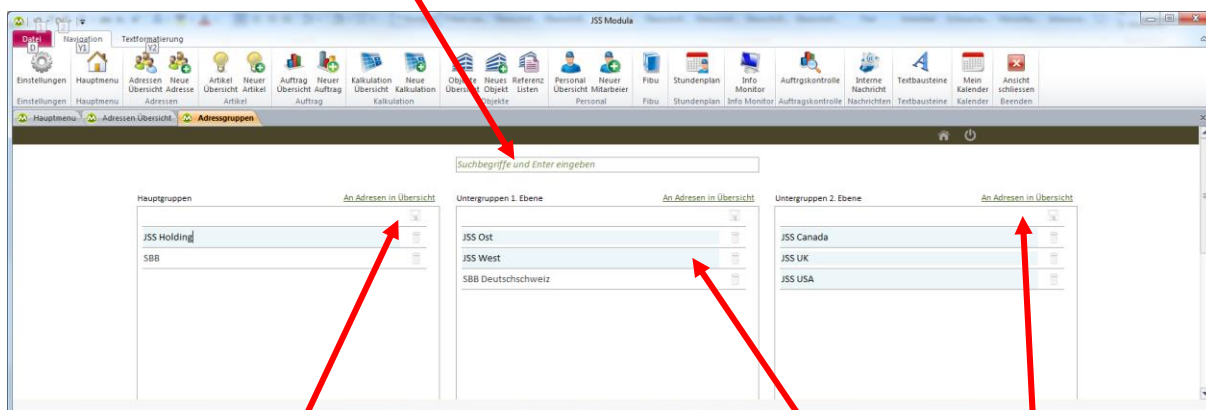 JSS Modula
Datei Navigation Textformatierung
D Y1 Y2
Einstellungen Hauptmenu Adressen Übersicht Neue Adresse Artikel Übersicht Neuer Artikel Auftrag Übersicht Neuer Auftrag Kalkulation Übersicht Neue Kalkulation Objekte Übersicht Neues Objekt Referenz Listen Personal Übersicht Neuer Mitarbeiter Fibu Stundenplan Info Monitor Auftragskontrolle Interne Nachricht Textbausteine Mein Kalender Ansicht schliessen
Einstellungen Hauptmenu Adressen Artikel Auftrag Kalkulation Objekte Personal Fibu Stundenplan Info Monitor Auftragskontrolle Nachrichten Textbausteine Kalender Beenden
Hauptmenu Adressen Übersicht Adressgruppen
Suchbegriffe und Enter eingeben
Hauptgruppen An Adresen in Übersicht Untergruppen 1. Ebene An Adresen in Übersicht Untergruppen 2. Ebene An Adresen in Übersicht
JSS Holding JSS Ost JSS Canada
SBB JSS West JSS UK
SBB Deutschschweiz JSS USA